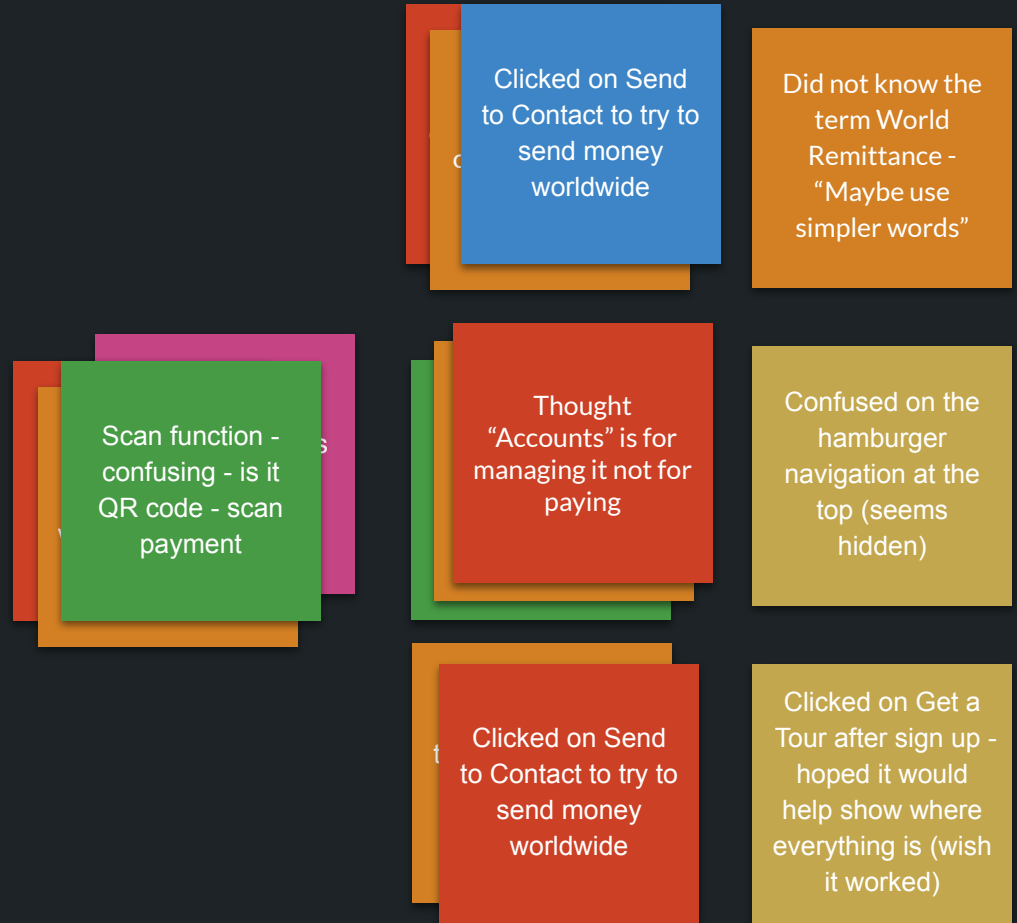 Clicked on Send
to Contact to try to
send money
worldwide
Did not know the
term World
Remittance -
“Maybe use
simpler words”
Scan function -
confusing - is it
QR code - scan
payment
Thought
“Accounts” is for
managing it not for
paying
Confused on the
hamburger
navigation at the
top (seems
hidden)
Clicked on Send
to Contact to try to
send money
worldwide
Clicked on Get a
Tour after sign up -
hoped it would
help show where
everything is (wish
it worked)